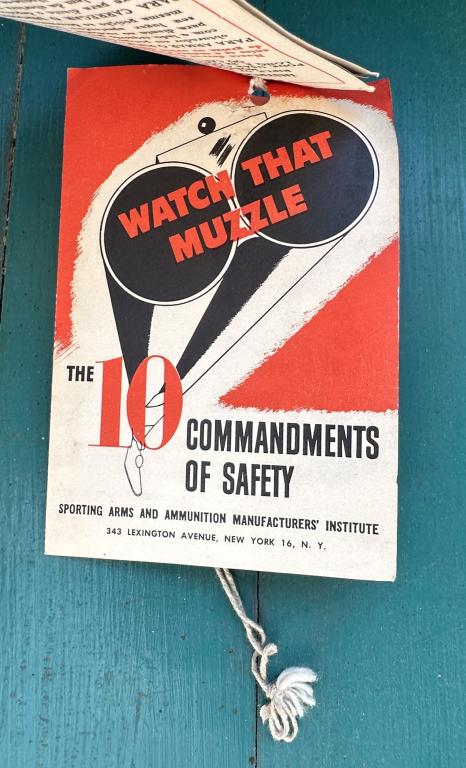 WATCH THAT
MUZZLE
THE 10
COMMANDMENTS
OF SAFETY
SPORTING ARMS AND AMMUNITION MANUFACTURERS' INSTITUTE
343 LEXINGTON AVENUE, NEW YORK 16, N. Y.